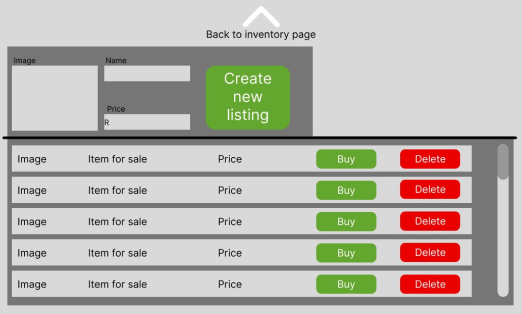 Back to inventory page
Image
Name
Price
R
Create
new
listing
Image Item for sale Price Buy Delete
Image Item for sale Price Buy Delete
Image Item for sale Price Buy Delete
Image Item for sale Price Buy Delete
Image Item for sale Price Buy Delete